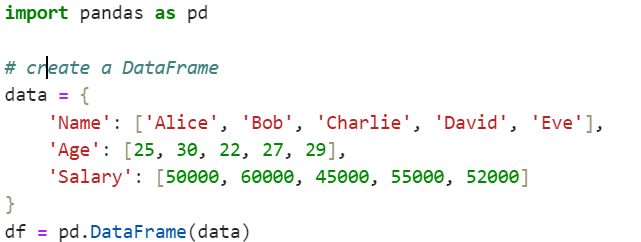 import pandas as pd
# create a DataFrame
data = {
    'Name': ['Alice', 'Bob', 'Charlie', 'David', 'Eve'],
    'Age': [25, 30, 22, 27, 29],
    'Salary': [50000, 60000, 45000, 55000, 52000]
}
df = pd.DataFrame(data)